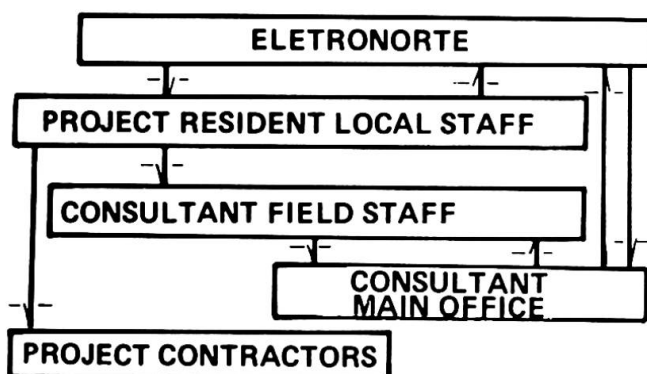 ELETRONORTE
PROJECT RESIDENT LOCAL STAFF
CONSULTANT FIELD STAFF
CONSULTANT
MAIN OFFICE
PROJECT CONTRACTORS